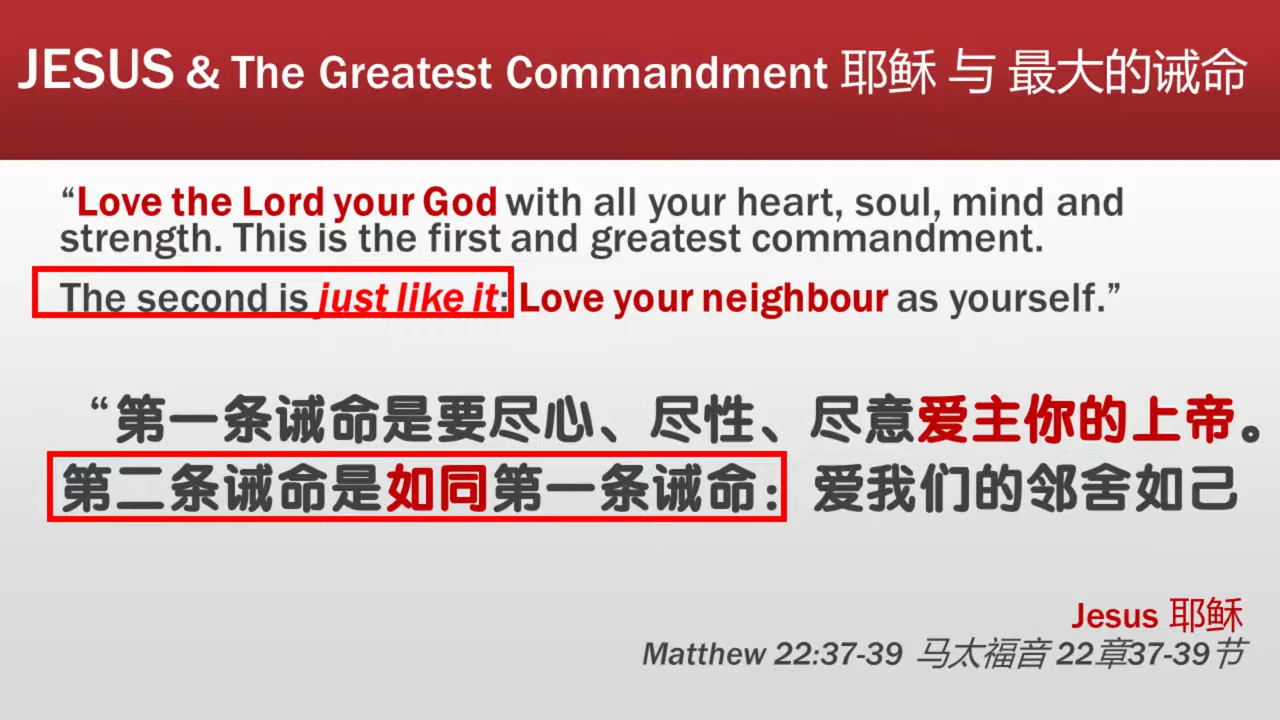 JESUS & The Greatest Commandment 耶稣 与 最大的诫命
“Love the Lord your God with all your heart, soul, mind and
strength. This is the first and greatest commandment.
The second is just like it: Love your neighbour as yourself.”
“第一条诫命是要尽心、尽性、尽意爱主你的上帝。
第二条诫命是如同第一条诫命：爱我们的邻舍如己
Jesus 耶稣
Matthew 22:37-39 马太福音 22章37-39节